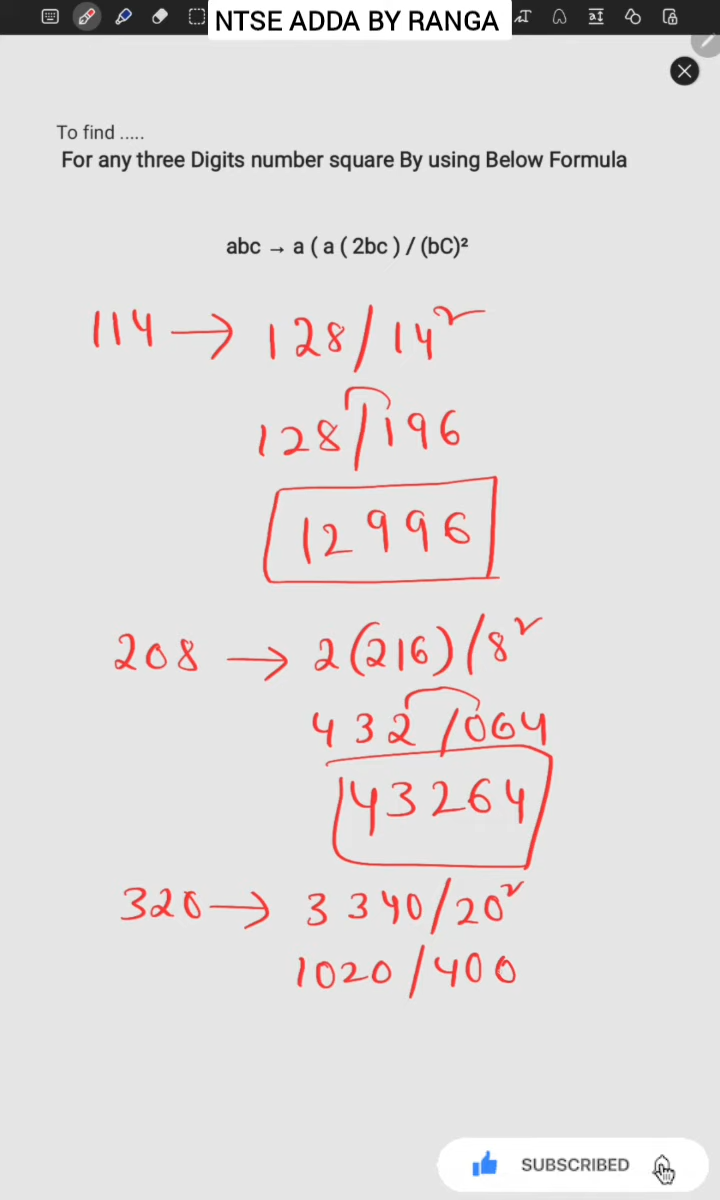 NTSE ADDA BY RANGA
To find .....
For any three Digits number square By using Below Formula
abc → a ( a ( 2bc ) / (bC)²
114 → 128/14²
128/196
12996
208 → 2(216)/8²
432/064
43264
320 → 3 340/20²
1020/400
SUBSCRIBED